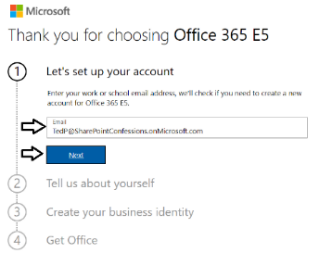 Microsoft
Thank you for choosing Office 365 E5
1
Let's set up your account
Enter your work or school email address, we'll check if you need to create a new
account for Office 365 E5.
Email
TedP@SharePointConfessions.onMicrosoft.com
Next
2
Tell us about yourself
3
Create your business identity
4
Get Office